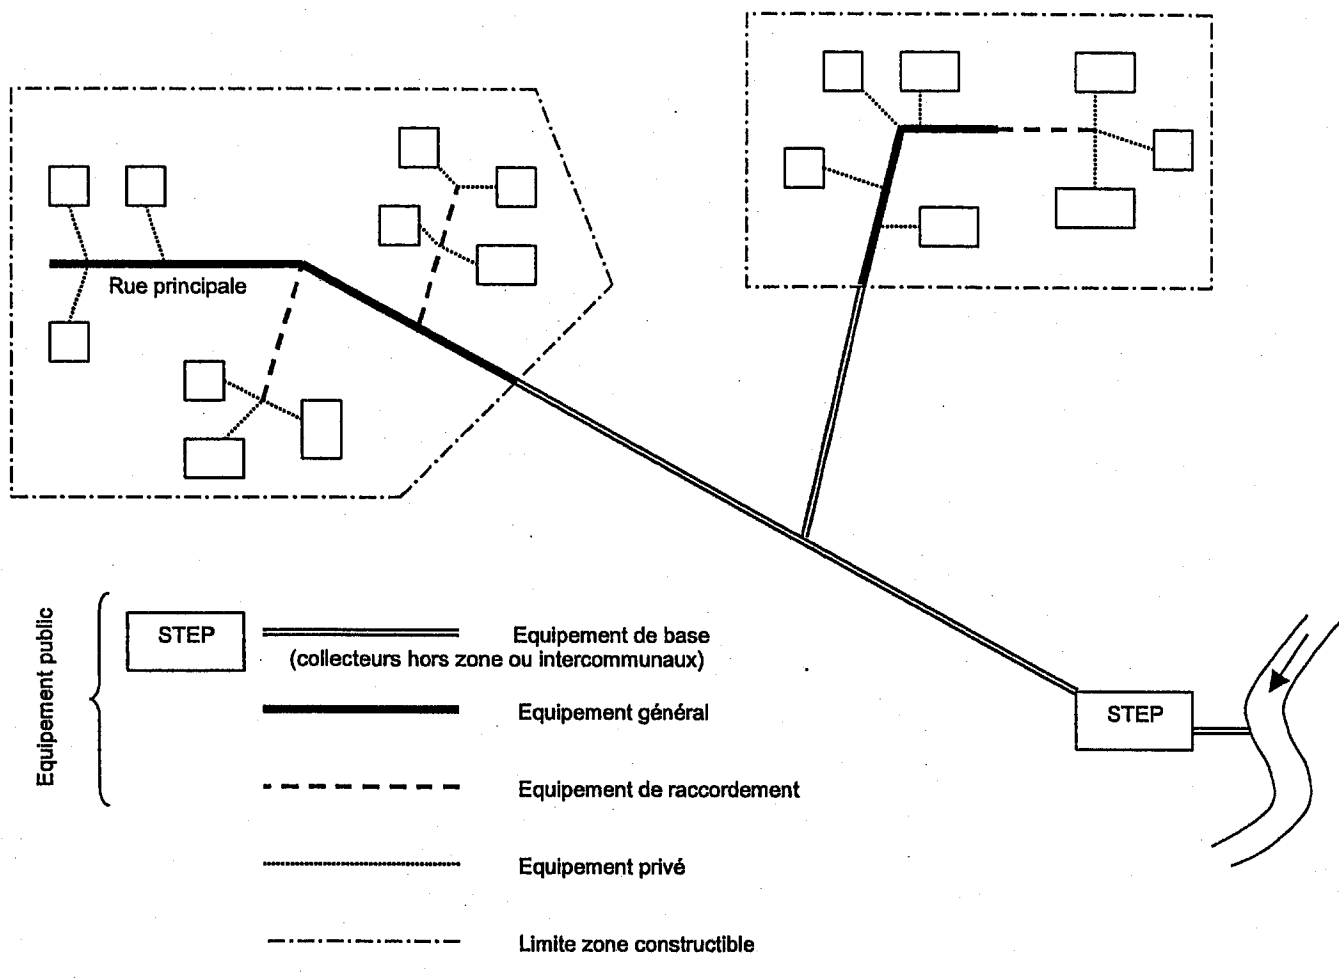 Rue principale
Equipement public
STEP
Equipement de base
(collecteurs hors zone ou intercommunaux)
STEP
Equipement général
Equipement de raccordement
Equipement privé
Limite zone constructible